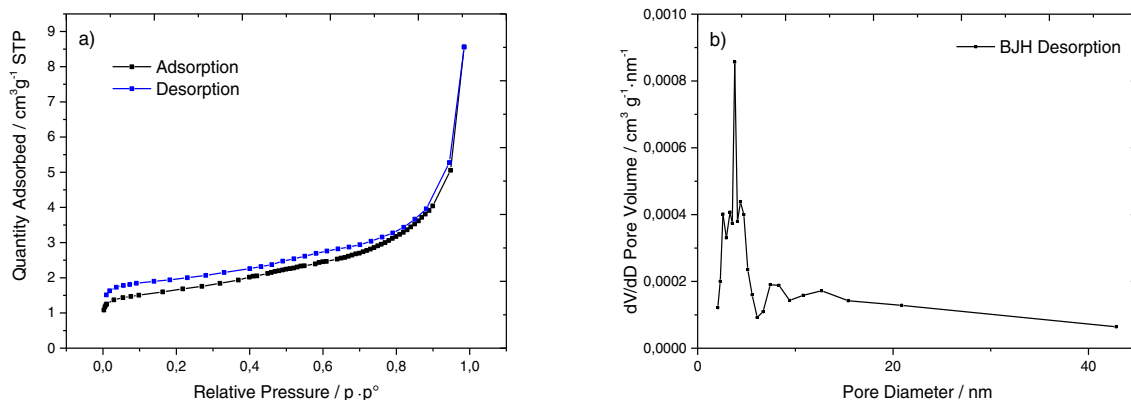 a)
Adsorption
Desorption
Quantity Adsorbed / cm³g⁻¹ STP
9
8
7
6
5
4
3
2
1
0
0,0
0,2
0,4
0,6
0,8
1,0
Relative Pressure / p ·p°
b)
BJH Desorption
dV/dD Pore Volume / cm³ g⁻¹·nm⁻¹
0,0010
0,0008
0,0006
0,0004
0,0002
0,0000
0
20
40
Pore Diameter / nm